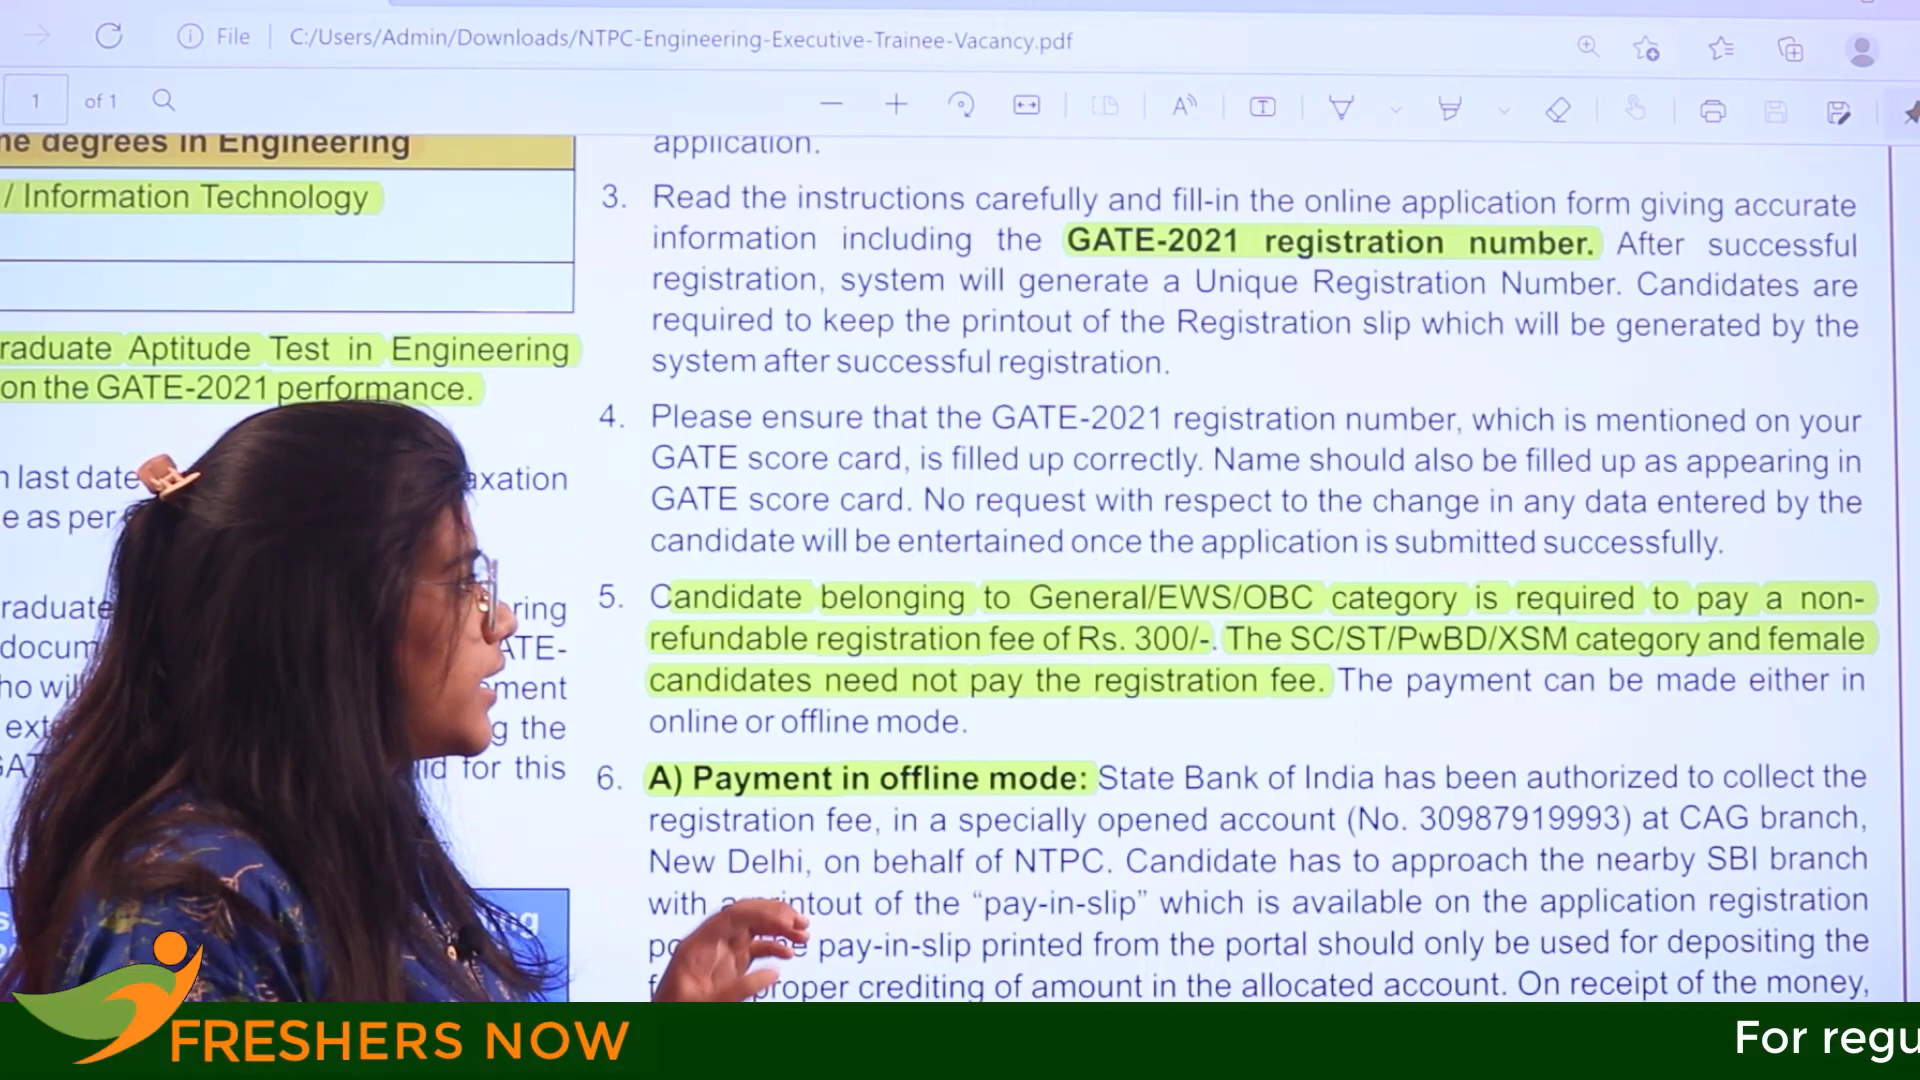 File
C:/Users/Admin/Downloads/NTPC-Engineering-Executive-Trainee-Vacancy.pdf
1 of 1
degrees in Engineering
/ Information Technology
Aptitude Test in Engineering
on the GATE-2021 performance.
last date
axation
e as per
the
for this
application.
3. Read the instructions carefully and fill-in the online application form giving accurate
information including the GATE-2021 registration number. After successful
registration, system will generate a Unique Registration Number. Candidates are
required to keep the printout of the Registration slip which will be generated by the
system after successful registration.
4. Please ensure that the GATE-2021 registration number, which is mentioned on your
GATE score card, is filled up correctly. Name should also be filled up as appearing in
GATE score card. No request with respect to the change in any data entered by the
candidate will be entertained once the application is submitted successfully.
5. Candidate belonging to General/EWS/OBC category is required to pay a non-
refundable registration fee of Rs. 300/-. The SC/ST/PwBD/XSM category and female
candidates need not pay the registration fee. The payment can be made either in
online or offline mode.
6. A) Payment in offline mode: State Bank of India has been authorized to collect the
registration fee, in a specially opened account (No. 30987919993) at CAG branch,
New Delhi, on behalf of NTPC. Candidate has to approach the nearby SBI branch
with a printout of the "pay-in-slip" which is available on the application registration
pay-in-slip printed from the portal should only be used for depositing the
proper crediting of amount in the allocated account. On receipt of the money,
FRESHERS NOW
For regu